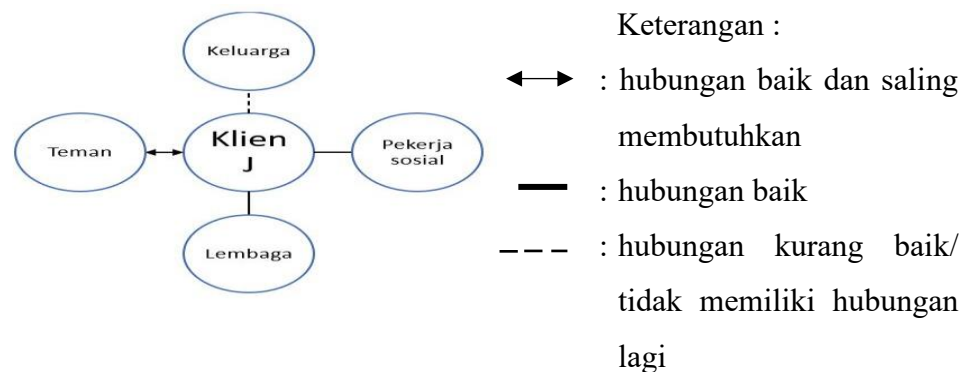 Keluarga
Teman
Klien
J
Pekerja
sosial
Lembaga
Keterangan :
: hubungan baik dan saling
membutuhkan
: hubungan baik
: hubungan kurang baik/
tidak memiliki hubungan
lagi